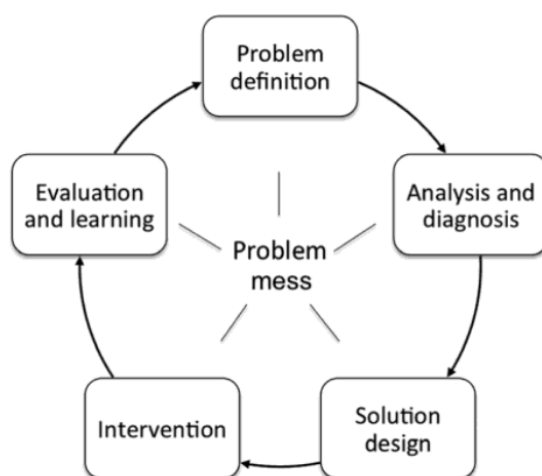 Problem
definition
Evaluation
and learning
Analysis and
diagnosis
Problem
mess
Intervention
Solution
design